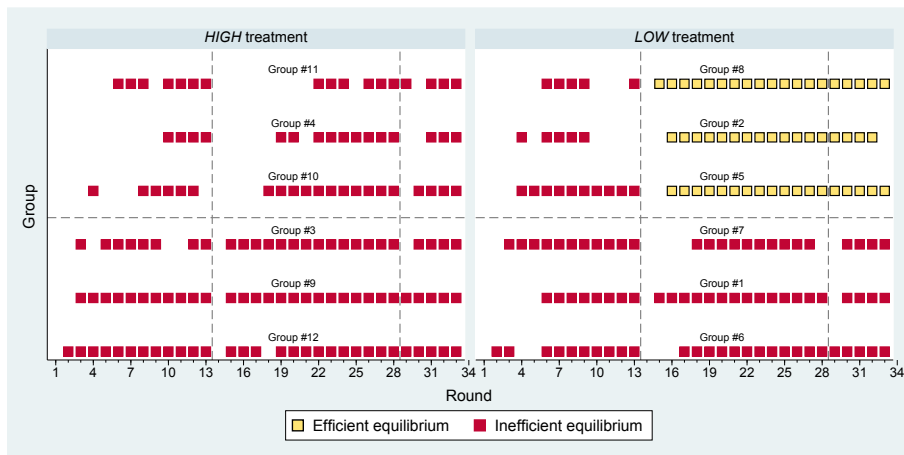 HIGH treatment
LOW treatment
Group
Group #11
Group #4
Group #10
Group #3
Group #9
Group #12
Group #8
Group #2
Group #5
Group #7
Group #1
Group #6
1 4 7 10 13 16 19 22 25 28 31 34
1 4 7 10 13 16 19 22 25 28 31 34
Round
Efficient equilibrium
Inefficient equilibrium